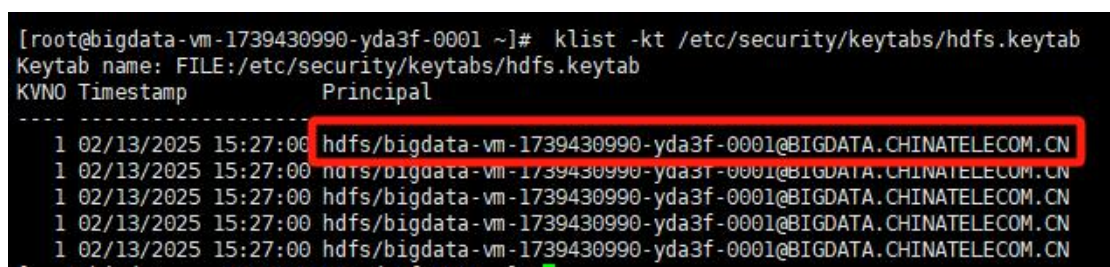 [root@bigdata-vm-1739430990-yda3f-0001 ~]# klist -kt /etc/security/keytabs/hdfs.keytab
Keytab name: FILE:/etc/security/keytabs/hdfs.keytab
KVNO Timestamp Principal
---- -------------------
1 02/13/2025 15:27:00 hdfs/bigdata-vm-1739430990-yda3f-0001@BIGDATA.CHINATELECOM.CN
1 02/13/2025 15:27:00 hdfs/bigdata-vm-1739430990-yda3f-0001@BIGDATA.CHINATELECOM.CN
1 02/13/2025 15:27:00 hdfs/bigdata-vm-1739430990-yda3f-0001@BIGDATA.CHINATELECOM.CN
1 02/13/2025 15:27:00 hdfs/bigdata-vm-1739430990-yda3f-0001@BIGDATA.CHINATELECOM.CN
1 02/13/2025 15:27:00 hdfs/bigdata-vm-1739430990-yda3f-0001@BIGDATA.CHINATELECOM.CN